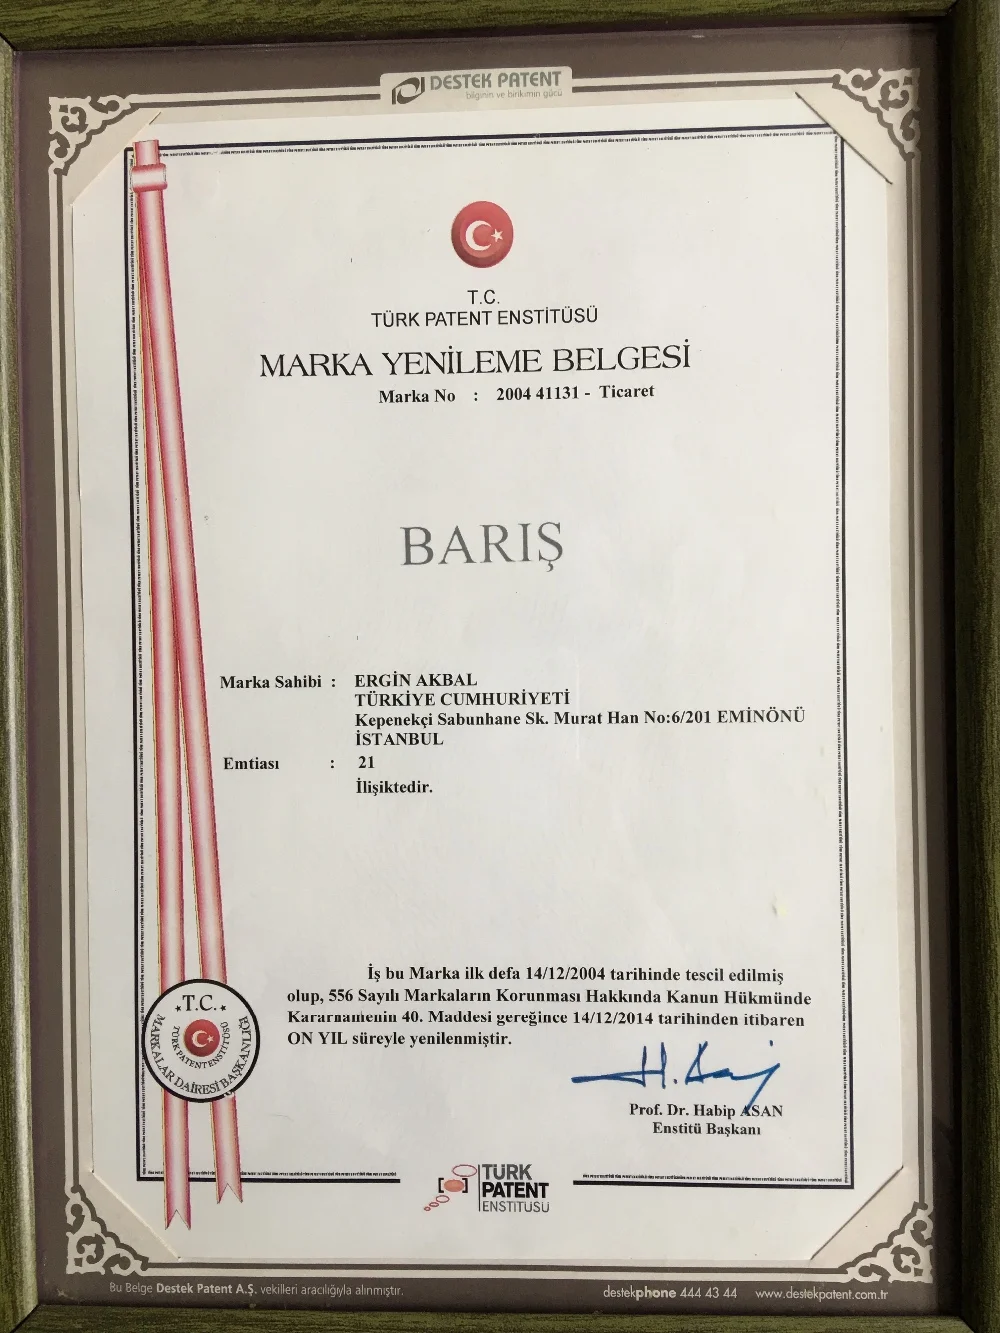 DESTEK PATENT
bilginin ve birikimin gücü
T.C.
TÜRK PATENT ENSTİTÜSÜ
MARKA YENİLEME BELGESİ
Marka No : 2004 41131 - Ticaret
BARIŞ
Marka Sahibi : ERGİN AKBAL
TÜRKİYE CUMHURİYETİ
Kepenekçi Sabunhane Sk. Murat Han No:6/201 EMİNÖNÜ
İSTANBUL
Emtiası : 21
İlişiktedir.
İş bu Marka ilk defa 14/12/2004 tarihinde tescil edilmiş
olup, 556 Sayılı Markaların Korunması Hakkında Kanun Hükmünde
Kararnamenin 40. Maddesi gereğince 14/12/2014 tarihinden itibaren
ON YIL süreyle yenilenmiştir.
T.C.
MARKALAR DAİRESİ BAŞKANLIĞI
TÜRK PATENT ENSTİTÜSÜ
Prof. Dr. Habip ASAN
Enstitü Başkanı
TÜRK
PATENT
ENSTİTÜSÜ
Bu Belge Destek Patent A.Ş. vekilleri aracılığıyla alınmıştır.
destekphone 444 43 44 www.destekpatent.com.tr